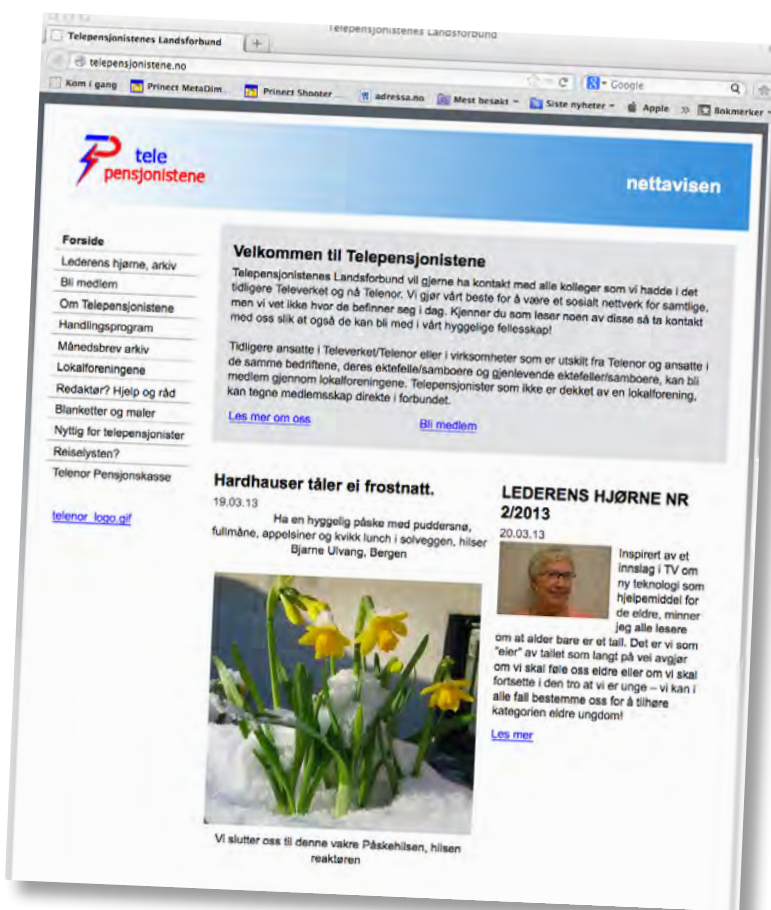 Telepensjonistenes Landsforbund
Telepensjonistenes Landsforbund
telepensjonistene.no
Google
Kom i gang Prinect MetaDim... Prinect Shooter adressa.no Mest besøkt Siste nyheter Apple Bokmerker
tele
pensjonistene
nettavisen
Forside
Lederens hjørne, arkiv
Bli medlem
Om Telepensjonistene
Handlingsprogram
Månedsbrev arkiv
Lokalforeningene
Redaktør? Hjelp og råd
Blanketter og maler
Nyttig for telepensjonister
Reiselysten?
Telenor Pensjonskasse
telenor_logo.gif
Velkommen til Telepensjonistene
Telepensjonistenes Landsforbund vil gjerne ha kontakt med alle kolleger som vi hadde i det
tidligere Televerket og nå Telenor. Vi gjør vårt beste for å være et sosialt nettverk for samtlige,
men vi vet ikke hvor de befinner seg i dag. Kjenner du som leser noen av disse så ta kontakt
med oss slik at også de kan bli med i vårt hyggelige fellesskap!
Tidligere ansatte i Televerket/Telenor eller i virksomheter som er utskilt fra Telenor og ansatte i
de samme bedriftene, deres ektefelle/samboere og gjenlevende ektefeller/samboere, kan bli
medlem gjennom lokalforeningene. Telepensjonister som ikke er dekket av en lokalforening,
kan tegne medlemsskap direkte i forbundet.
Les mer om oss Bli medlem
Hardhauser tåler ei frostnatt.
19.03.13
Ha en hyggelig påske med puddersnø,
fullmåne, appelsiner og kvikk lunch i solveggen, hilser
Bjarne Ulvang, Bergen
Vi slutter oss til denne vakre Påskehilsen, hilsen
reaktøren
LEDERENS HJØRNE NR
2/2013
20.03.13
Inspirert av et
innslag i TV om
ny teknologi som
hjelpemiddel for
de eldre, minner
jeg alle lesere
om at alder bare er et tall. Det er vi som
"eier" av tallet som langt på vei avgjør
om vi skal føle oss eldre eller om vi skal
fortsette i den tro at vi er unge – vi kan i
alle fall bestemme oss for å tilhøre
kategorien eldre ungdom!
Les mer